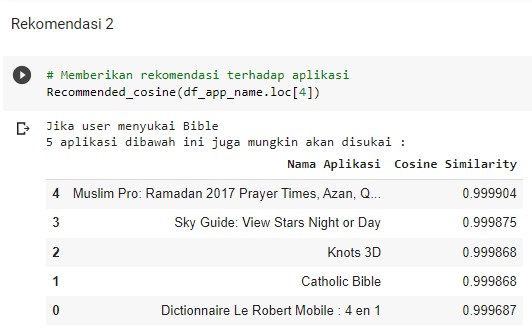 Rekomendasi 2
# Memberikan rekomendasi terhadap aplikasi
Recommended_cosine(df_app_name.loc[4])
Jika user menyukai Bible
5 aplikasi dibawah ini juga mungkin akan disukai :
Nama Aplikasi Cosine Similarity
4 Muslim Pro: Ramadan 2017 Prayer Times, Azan, Q... 0.999904
3 Sky Guide: View Stars Night or Day 0.999875
2 Knots 3D 0.999868
1 Catholic Bible 0.999868
0 Dictionnaire Le Robert Mobile : 4 en 1 0.999687